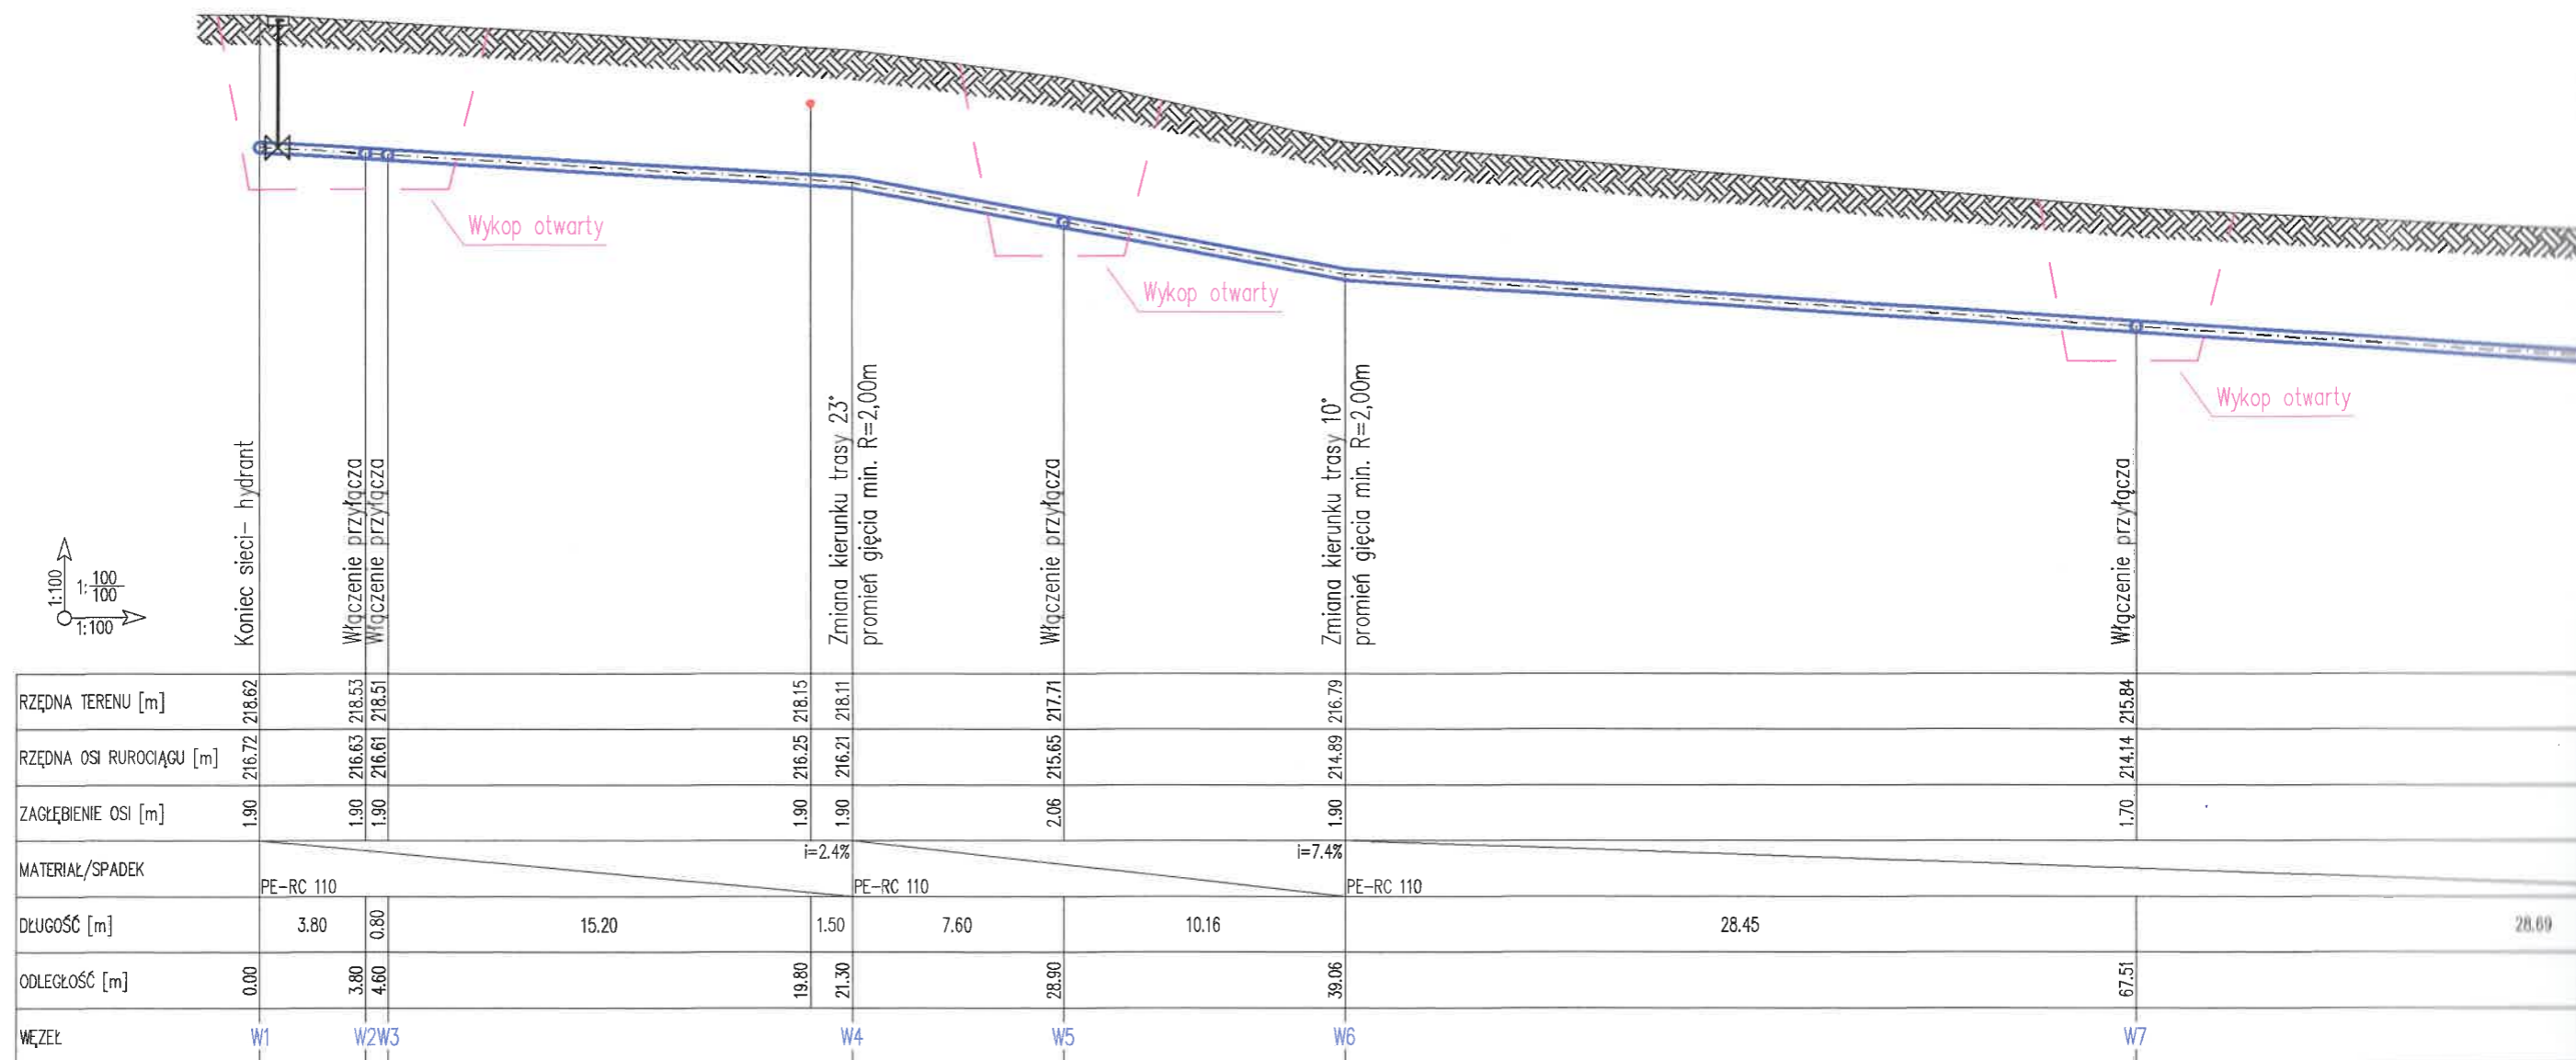 Wykop otwarty
Wykop otwarty
Wykop otwarty
Koniec sieci- hydrant
Włączenie przyłącza
Włączenie przyłącza
Zmiana kierunku trasy 23°
promień gięcia min. R=2,00m
Włączenie przyłącza
Zmiana kierunku trasy 10°
promień gięcia min. R=2,00m
Włączenie przyłącza
1:100
1: 100/100
1:100
RZĘDNA TERENU [m] 218.62 218.53 218.51 218.15 218.11 217.71 216.79 215.84
RZĘDNA OSI RUROCIĄGU [m] 216.72 216.63 216.61 216.25 216.21 215.65 214.89 214.14
ZAGŁĘBIENIE OSI [m] 1.90 1.90 1.90 1.90 1.90 2.06 1.90 1.70
MATERIAŁ/SPADEK i=2.4% i=7.4%
PE-RC 110 PE-RC 110 PE-RC 110
DŁUGOŚĆ [m] 3.80 0.80 15.20 1.50 7.60 10.16 28.45 28.69
ODLEGŁOŚĆ [m] 0.00 3.80 4.60 19.80 21.30 28.90 39.06 67.51
WĘZEŁ W1 W2 W3 W4 W5 W6 W7